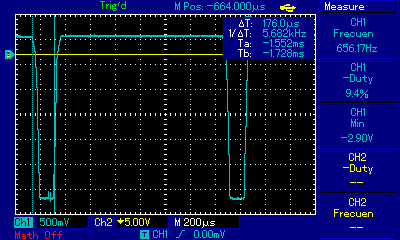 Trig'd M Pos: -664.000µs Measure
ΔT: 176.0µs
1/ΔT: 5.682kHz
Ta: -1.552ms
Tb: -1.728ms
CH1
Frecuen
656.17Hz
CH1
-Duty
9.4%
CH1
Min
-2.90V
CH2
-Duty
--
CH2
Frecuen
--
Ch1 500mV Ch2 5.00V M 200µs
Math Off T CH1 0.00mV